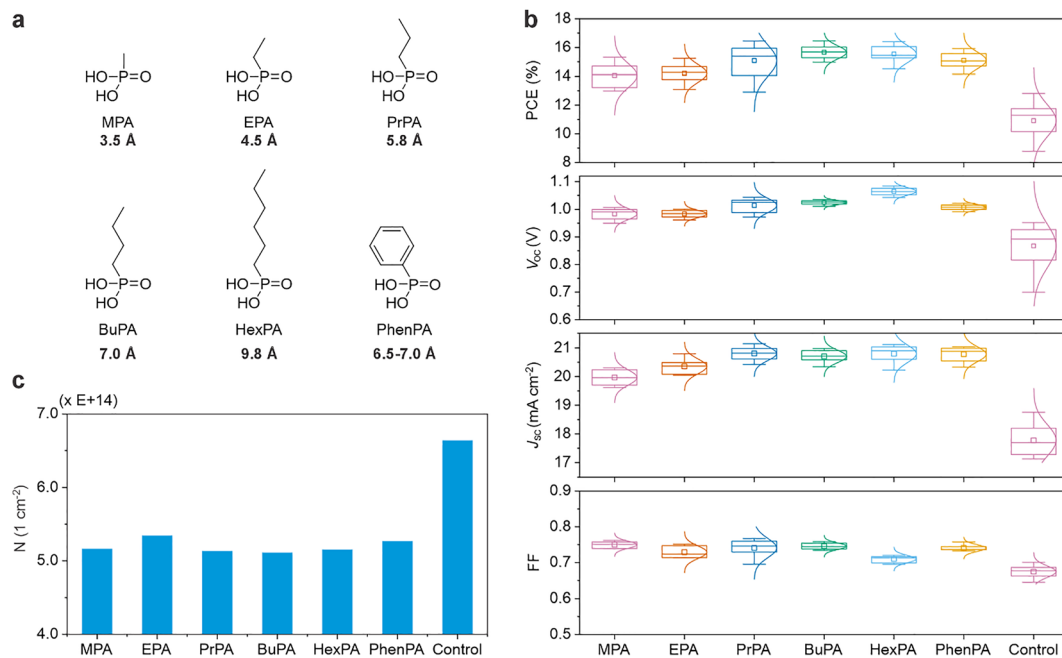 a
HO-P=O
HO
MPA
3.5 Å
HO-P=O
HO
EPA
4.5 Å
HO-P=O
HO
PrPA
5.8 Å
HO-P=O
HO
BuPA
7.0 Å
HO-P=O
HO
HexPA
9.8 Å
HO-P=O
HO
PhenPA
6.5-7.0 Å
b
PCE (%)
18
16
14
12
10
8
Voc (V)
1.1
1.0
0.9
0.8
0.7
0.6
Jsc (mA cm-2)
21
20
19
18
17
FF
0.9
0.8
0.7
0.6
0.5
MPA EPA PrPA BuPA HexPA PhenPA Control
c
(x E+14)
N (1 cm-2)
7.0
6.0
5.0
4.0
MPA EPA PrPA BuPA HexPA PhenPA Control